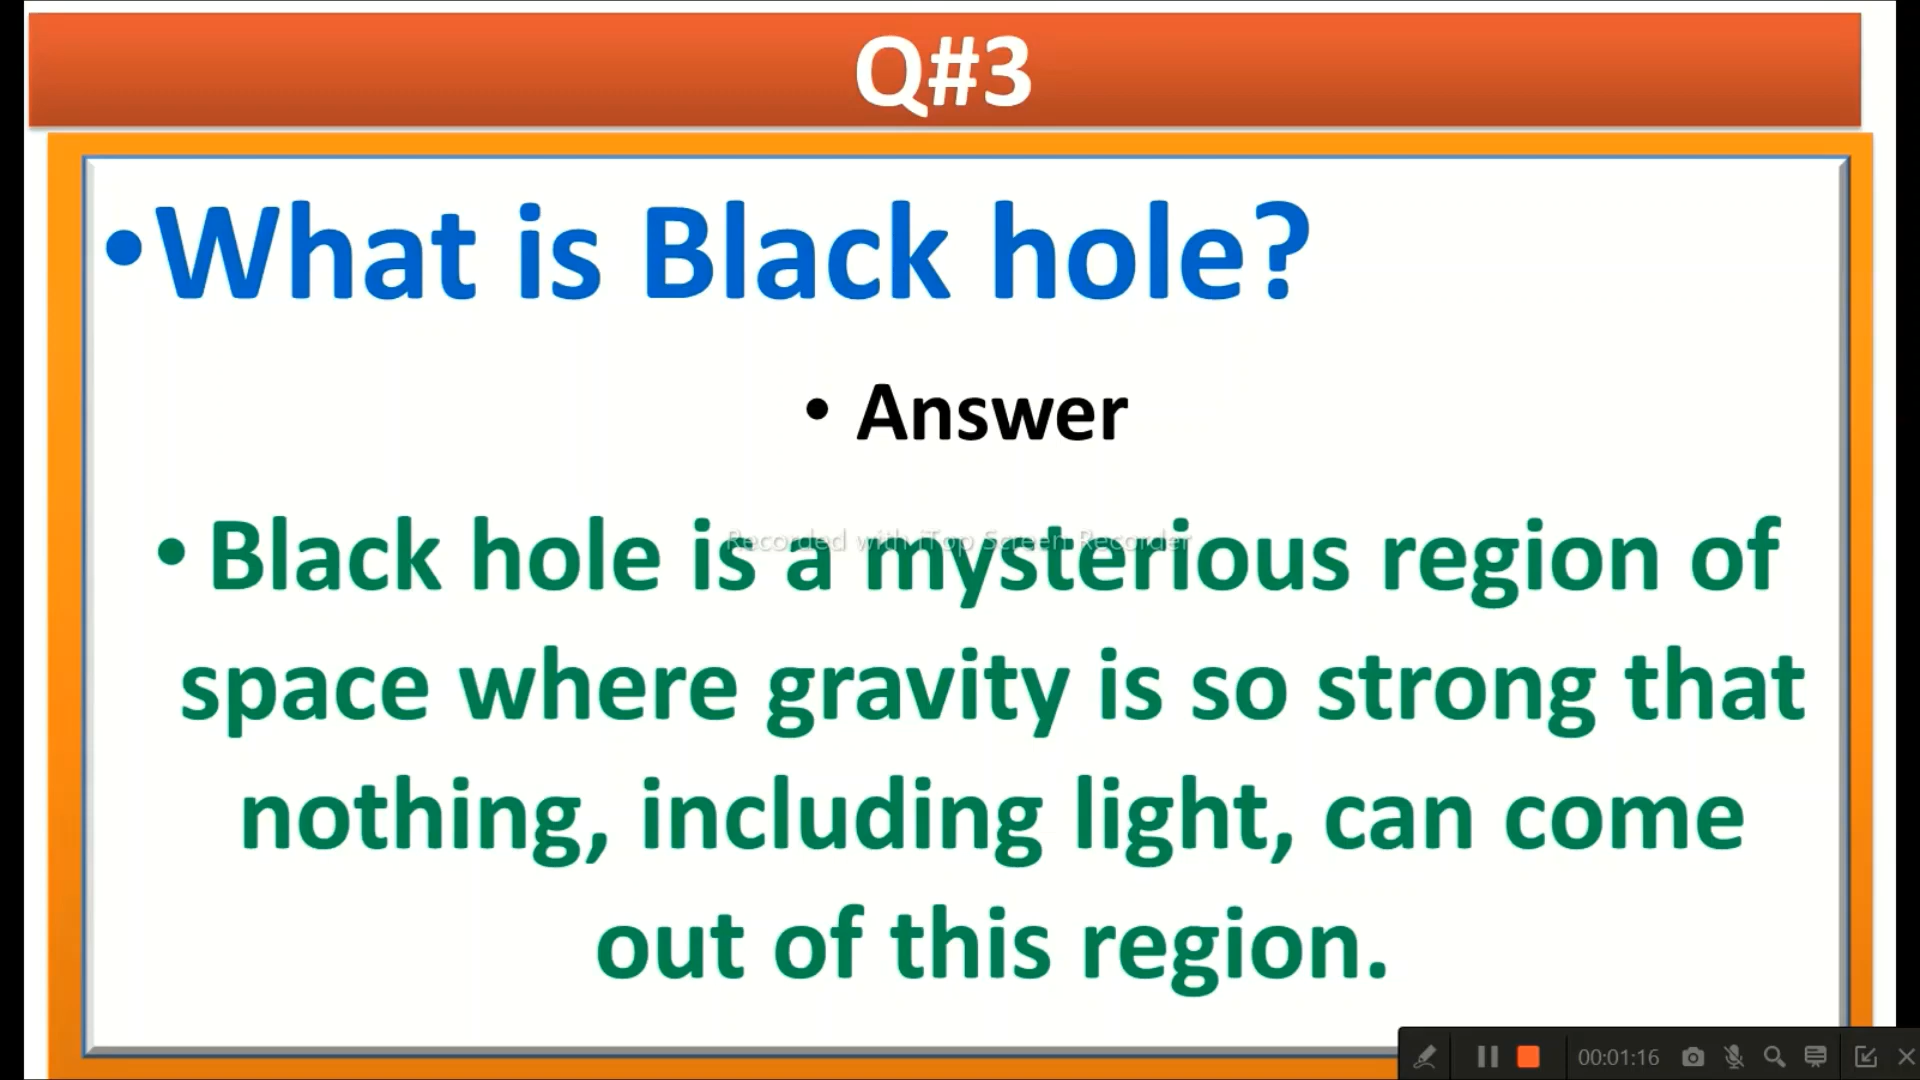 Q#3
•What is Black hole?
• Answer
• Black hole is a mysterious region of
Recorded with iTop Screen Recorder
space where gravity is so strong that
nothing, including light, can come
out of this region.
00:01:16